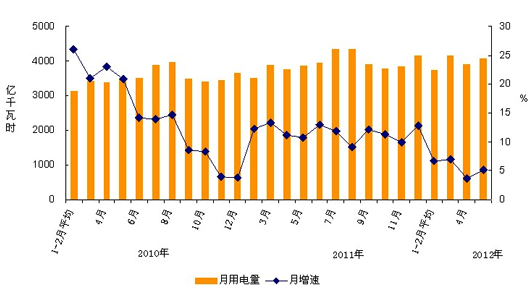 5000
4000
3000
2000
1000
0
亿千瓦时
30
25
20
15
10
5
0
%
1-2月平均
4月
6月
8月
10月
12月
3月
5月
7月
9月
11月
1-2月平均
4月
2010年
2011年
2012年
月用电量
月增速